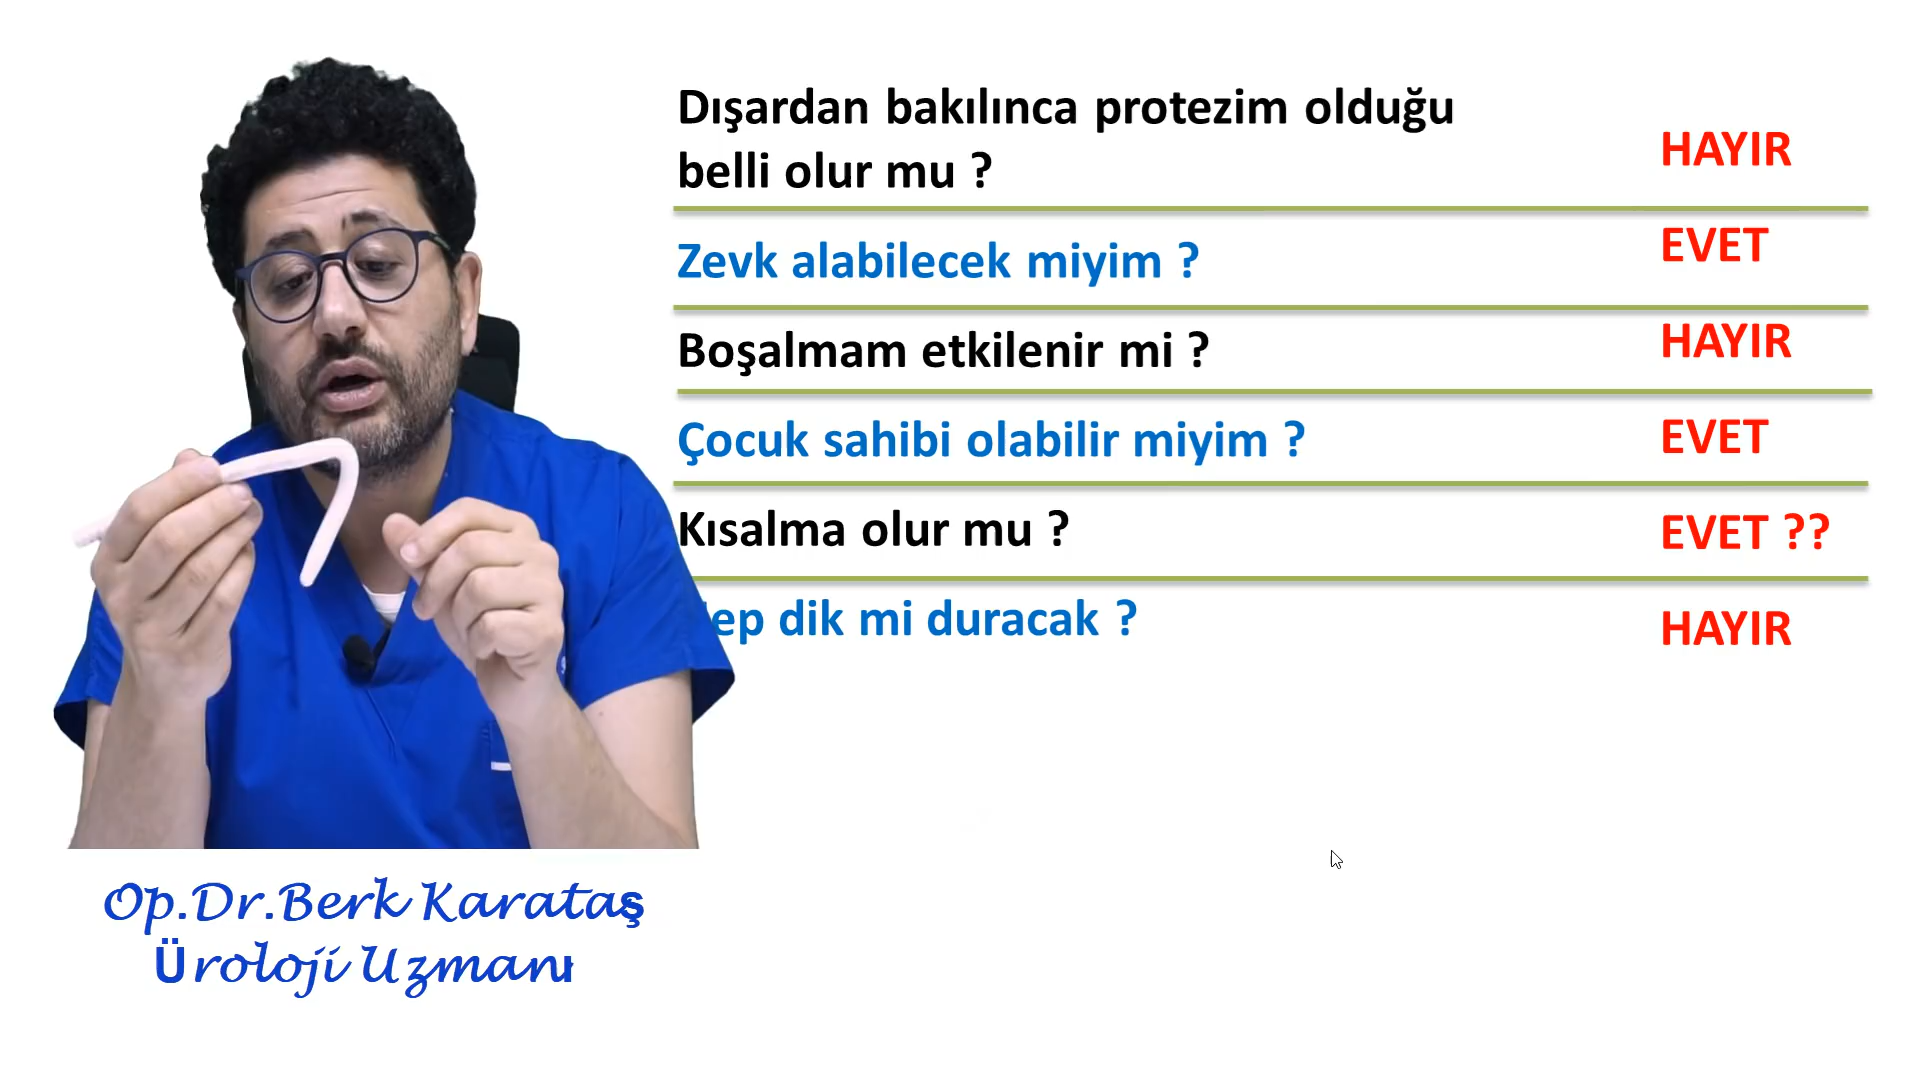 Dışardan bakılınca protezim olduğu
belli olur mu ?
HAYIR
Zevk alabilecek miyim ?
EVET
Boşalmam etkilenir mi ?
HAYIR
Çocuk sahibi olabilir miyim ?
EVET
Kısalma olur mu ?
EVET ??
dik mi duracak ?
HAYIR
Op.Dr.Berk Karataş
Üroloji Uzmanı